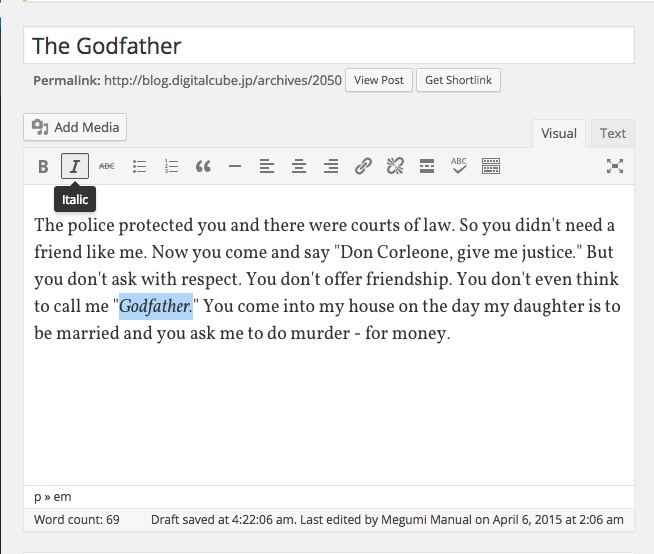 The Godfather
Permalink: http://blog.digitalcube.jp/archives/2050 View Post Get Shortlink
Add Media
Visual Text
B I ABC ABC
Italic
The police protected you and there were courts of law. So you didn't need a
friend like me. Now you come and say "Don Corleone, give me justice." But
you don't ask with respect. You don't offer friendship. You don't even think
to call me "Godfather." You come into my house on the day my daughter is to
be married and you ask me to do murder - for money.
p » em
Word count: 69 Draft saved at 4:22:06 am. Last edited by Megumi Manual on April 6, 2015 at 2:06 am